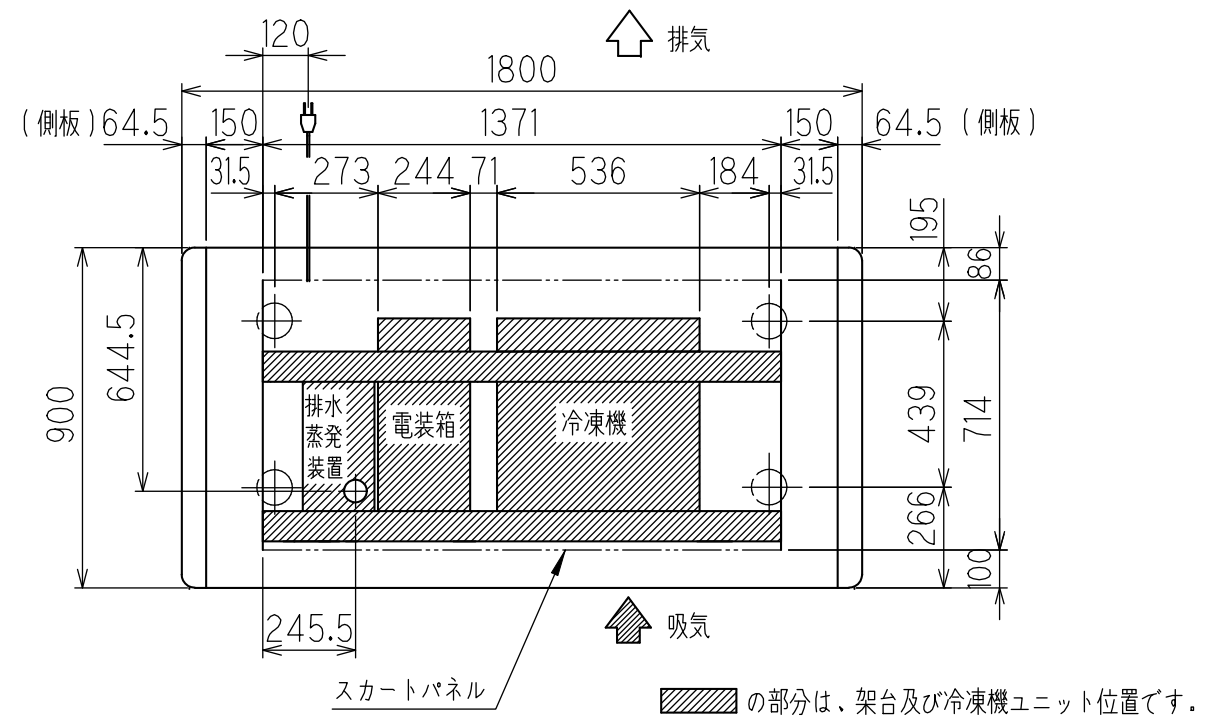 120
排気
1800
(側板)64.5
150
1371
150
64.5 (側板)
31.5
273
244
71
536
184
31.5
195
86
644.5
900
439
714
排水
蒸発
装置
電装箱
冷凍機
266
100
245.5
吸気
スカートパネル
の部分は、架台及び冷凍機ユニット位置です。